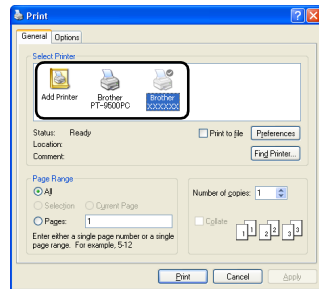 Print
General Options
Select Printer
Add Printer
Brother
PT-9500PC
Brother
XXXXXX
Status: Ready
Location:
Comment:
Print to file
Preferences
Find Printer...
Page Range
All
Selection Current Page
Pages: 1
Enter either a single page number or a single
page range. For example, 5-12
Number of copies: 1
Collate
1 1 2 2 3 3
Print Cancel Apply